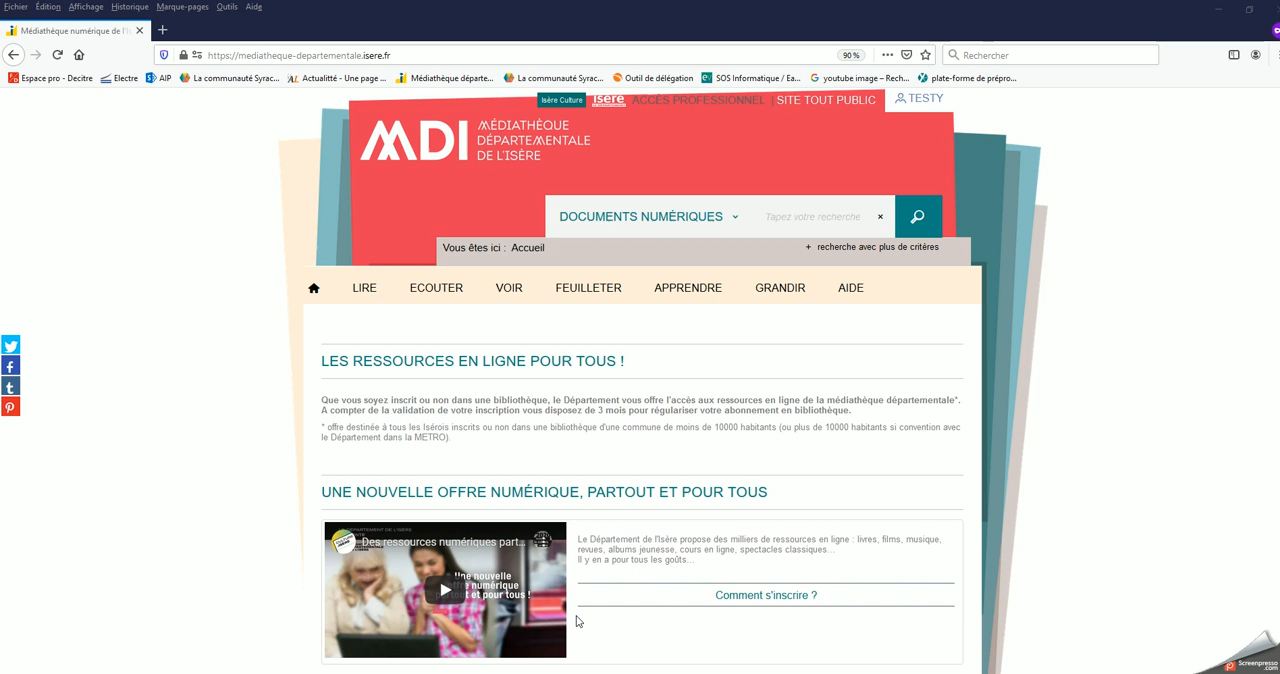 Fichier Édition Affichage Historique Marque-pages Outils Aide
Médiathèque numérique de l'Is
https://mediatheque-departementale.isere.fr
90 %
Rechercher
Espace pro - Decitre
Electre
AIP
La communauté Syrac...
Actualitté - Une page ...
Médiathèque départe...
La communauté Syrac...
Outil de délégation
SOS Informatique / Ea...
youtube image – Rech...
plate-forme de prépro...
Isère Culture
isère
ACCÈS PROFESSIONNEL | SITE TOUT PUBLIC
TESTY
MDI
MÉDIATHÈQUE
DÉPARTEMENTALE
DE L'ISÈRE
DOCUMENTS NUMÉRIQUES
Tapez votre recherche
×
Vous êtes ici : Accueil
+ recherche avec plus de critères
LIRE ECOUTER VOIR FEUILLETER APPRENDRE GRANDIR AIDE
LES RESSOURCES EN LIGNE POUR TOUS !
Que vous soyez inscrit ou non dans une bibliothèque, le Département vous offre l'accès aux ressources en ligne de la médiathèque départementale*.
A compter de la validation de votre inscription vous disposez de 3 mois pour régulariser votre abonnement en bibliothèque.
* offre destinée à tous les Isérois inscrits ou non dans une bibliothèque d'une commune de moins de 10000 habitants (ou plus de 10000 habitants si convention avec
le Département dans la METRO).
UNE NOUVELLE OFFRE NUMÉRIQUE, PARTOUT ET POUR TOUS
LE DÉPARTEMENT DE L'ISÈRE
Des ressources numériques part...
Une nouvelle
offre numérique
partout et pour tous !
Le Département de l'Isère propose des milliers de ressources en ligne : livres, films, musique,
revues, albums jeunesse, cours en ligne, spectacles classiques...
Il y en a pour tous les goûts...
Comment s'inscrire ?
Screenpresso
.com